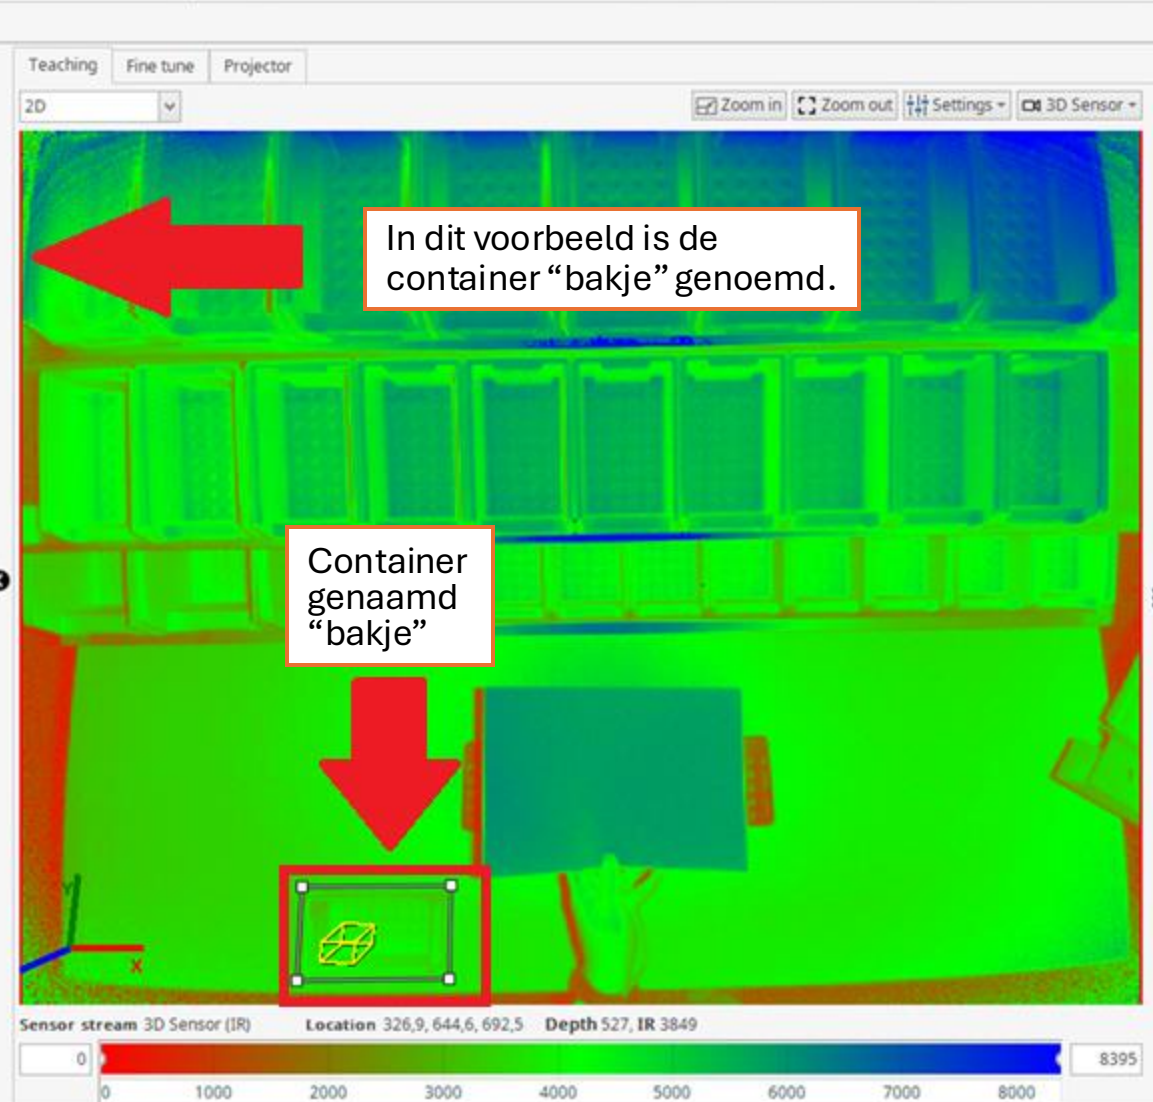 Teaching Fine tune Projector
2D Zoom in Zoom out Settings 3D Sensor
In dit voorbeeld is de
container “bakje” genoemd.
Container
genaamd
“bakje”
Y
X
Sensor stream 3D Sensor (IR) Location 326,9, 644,6, 692,5 Depth 527, IR 3849
0 8395
0 1000 2000 3000 4000 5000 6000 7000 8000